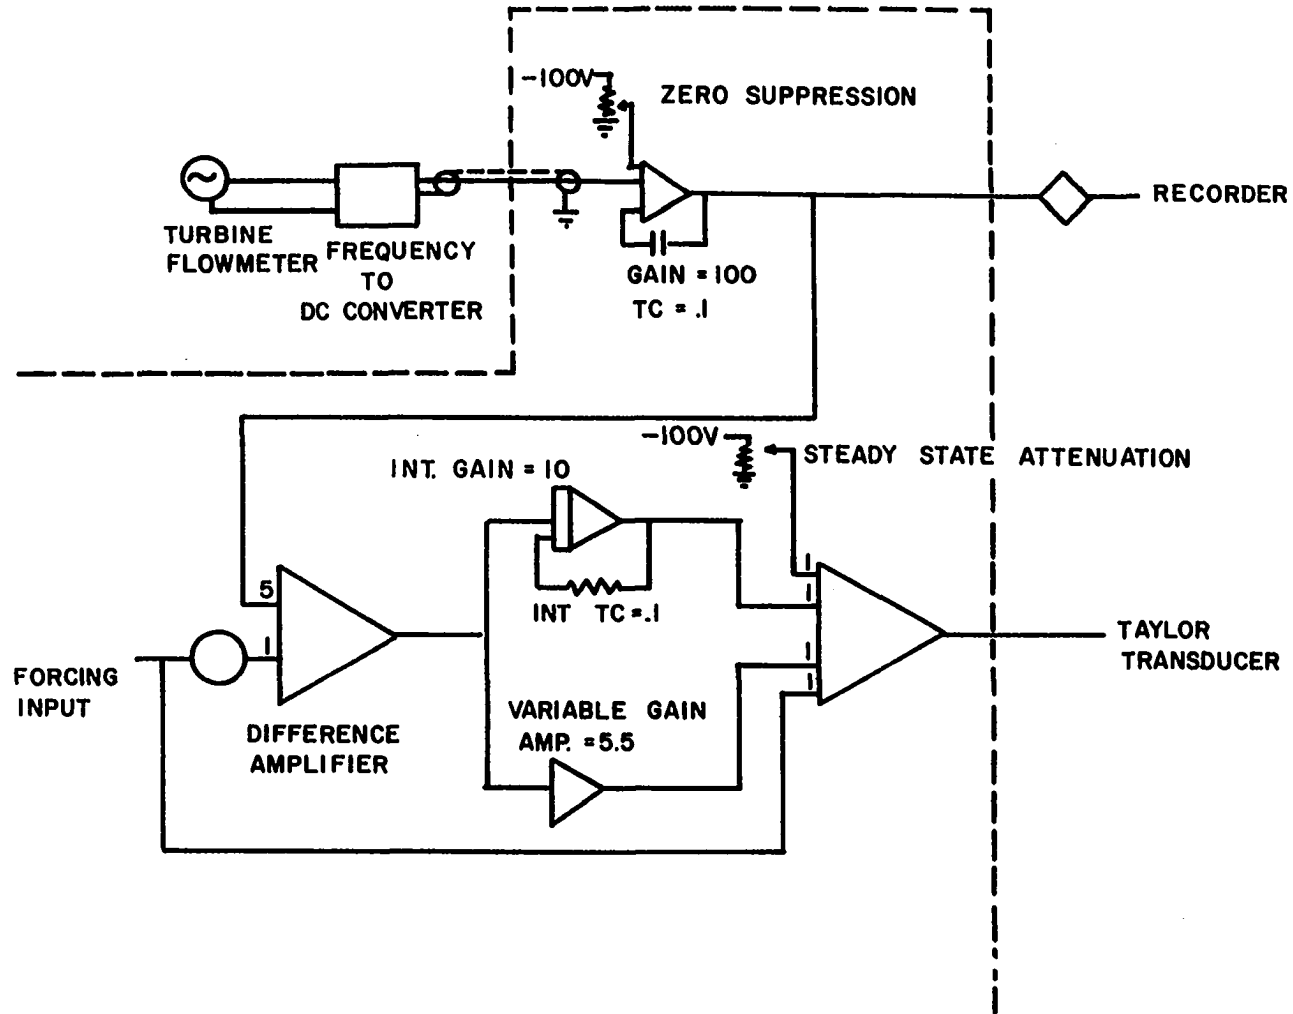 -100V
ZERO SUPPRESSION
RECORDER
TURBINE
FLOWMETER
FREQUENCY
TO
DC CONVERTER
GAIN = 100
TC = .1
-100V
STEADY STATE ATTENUATION
INT. GAIN = 10
INT TC = .1
5
1
1
1
1
1
FORCING
INPUT
TAYLOR
TRANSDUCER
DIFFERENCE
AMPLIFIER
VARIABLE GAIN
AMP. = 5.5